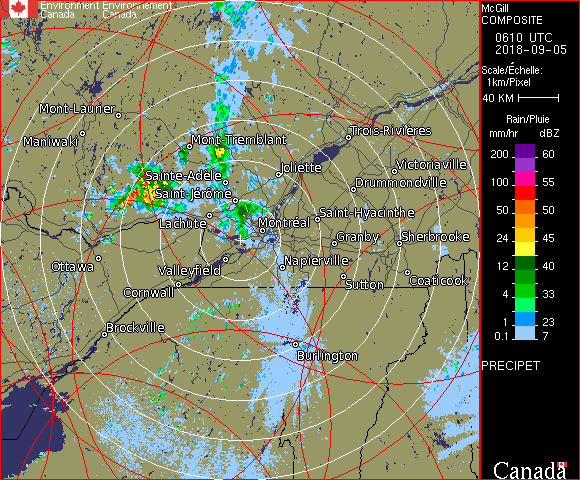 Environment Environnement
Canada Canada
McGill
COMPOSITE
0610 UTC
2018-09-05
Scale/Échelle:
1km/Pixel
40 KM
Rain/Pluie
mm/hr dBZ
200 60
100 55
50 50
24 45
12 40
4 33
1 28
0.5 23
0.1 7
PRECIPET
Canada
Mont-Laurier
Maniwaki
Mont-Tremblant
Trois-Rivières
Sainte-Adèle
Joliette
Victoriaville
Saint-Jérôme
Drummondville
Lachute
Montréal
Saint-Hyacinthe
Granby
Sherbrooke
Ottawa
Valleyfield
Napierville
Cornwall
Sutton
Coaticook
Brockville
Burlington